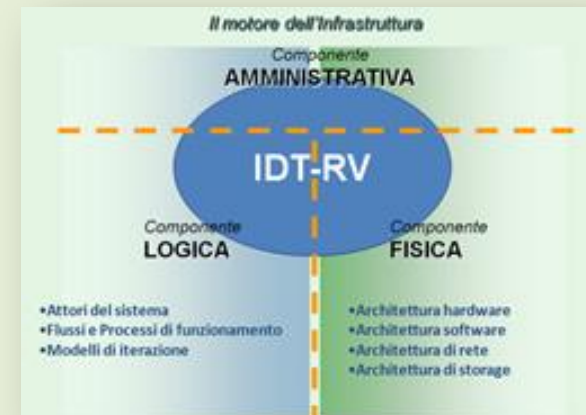 Il motore dell'Infrastruttura
Componente
AMMINISTRATIVA
IDT-RV
Componente
LOGICA
Componente
FISICA
•Attori del sistema
•Flussi e Processi di funzionamento
•Modelli di iterazione
•Architettura hardware
•Architettura software
•Architettura di rete
•Architettura di storage